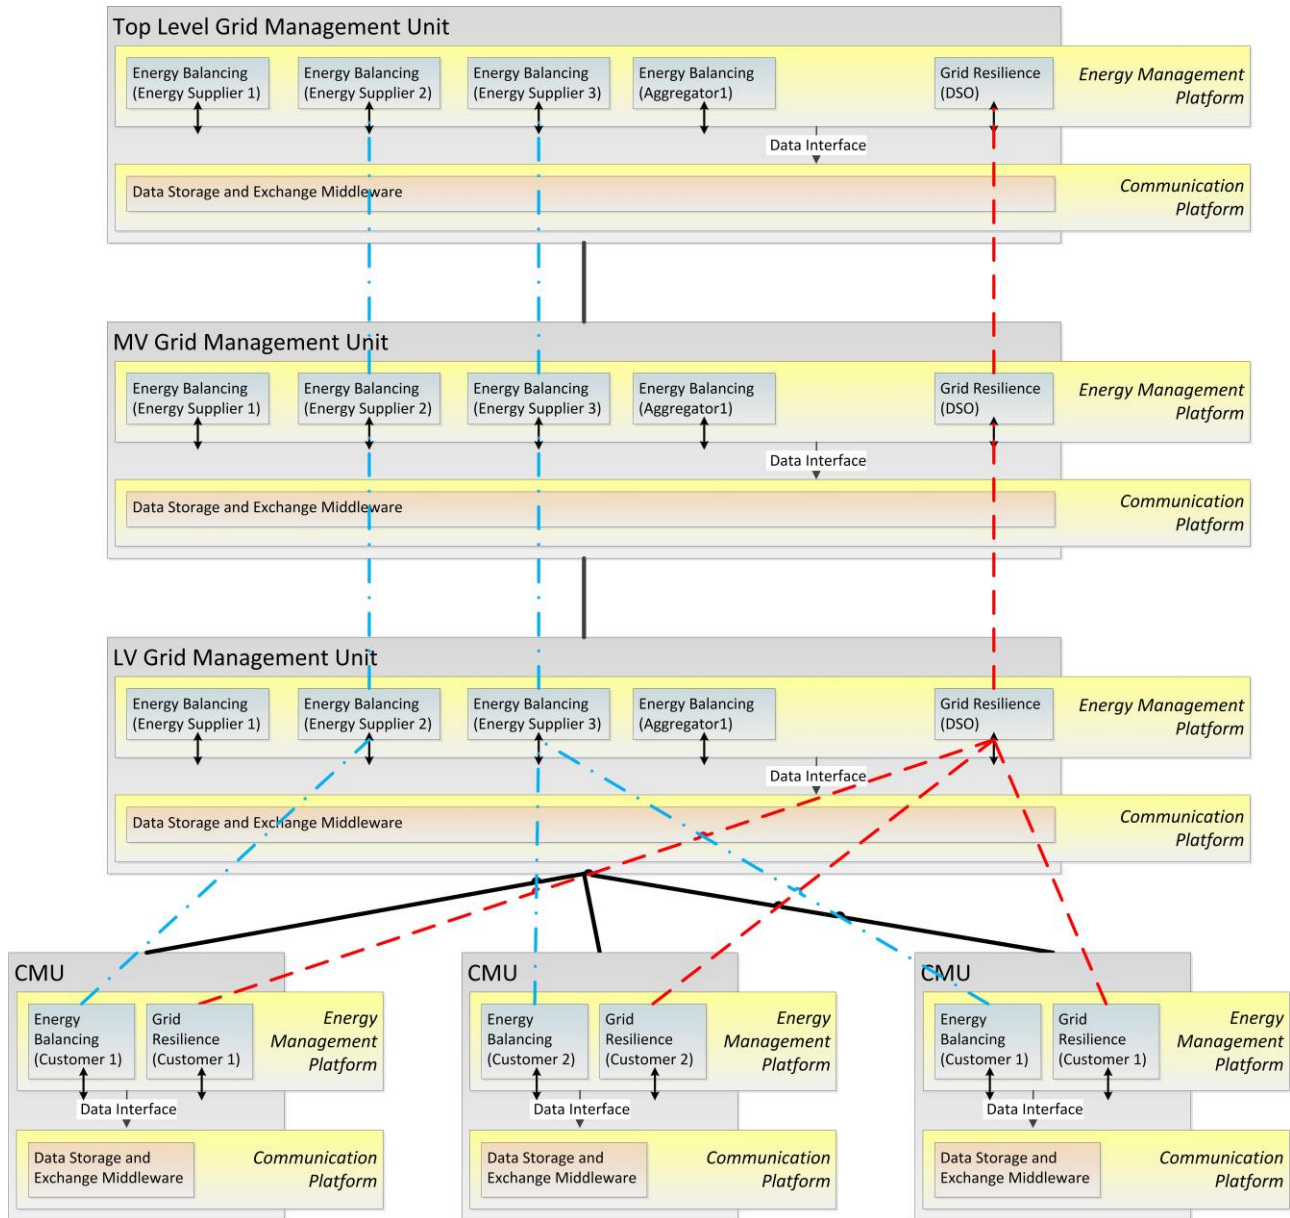 Top Level Grid Management Unit
Energy Balancing
(Energy Supplier 1)
Energy Balancing
(Energy Supplier 2)
Energy Balancing
(Energy Supplier 3)
Energy Balancing
(Aggregator1)
Grid Resilience
(DSO)
Energy Management
Platform
Data Interface
Data Storage and Exchange Middleware
Communication
Platform
MV Grid Management Unit
Energy Balancing
(Energy Supplier 1)
Energy Balancing
(Energy Supplier 2)
Energy Balancing
(Energy Supplier 3)
Energy Balancing
(Aggregator1)
Grid Resilience
(DSO)
Energy Management
Platform
Data Interface
Data Storage and Exchange Middleware
Communication
Platform
LV Grid Management Unit
Energy Balancing
(Energy Supplier 1)
Energy Balancing
(Energy Supplier 2)
Energy Balancing
(Energy Supplier 3)
Energy Balancing
(Aggregator1)
Grid Resilience
(DSO)
Energy Management
Platform
Data Interface
Data Storage and Exchange Middleware
Communication
Platform
CMU
Energy
Balancing
(Customer 1)
Grid
Resilience
(Customer 1)
Energy
Management
Platform
Data Interface
Data Storage and
Exchange Middleware
Communication
Platform
CMU
Energy
Balancing
(Customer 2)
Grid
Resilience
(Customer 2)
Energy
Management
Platform
Data Interface
Data Storage and
Exchange Middleware
Communication
Platform
CMU
Energy
Balancing
(Customer 1)
Grid
Resilience
(Customer 1)
Energy
Management
Platform
Data Interface
Data Storage and
Exchange Middleware
Communication
Platform